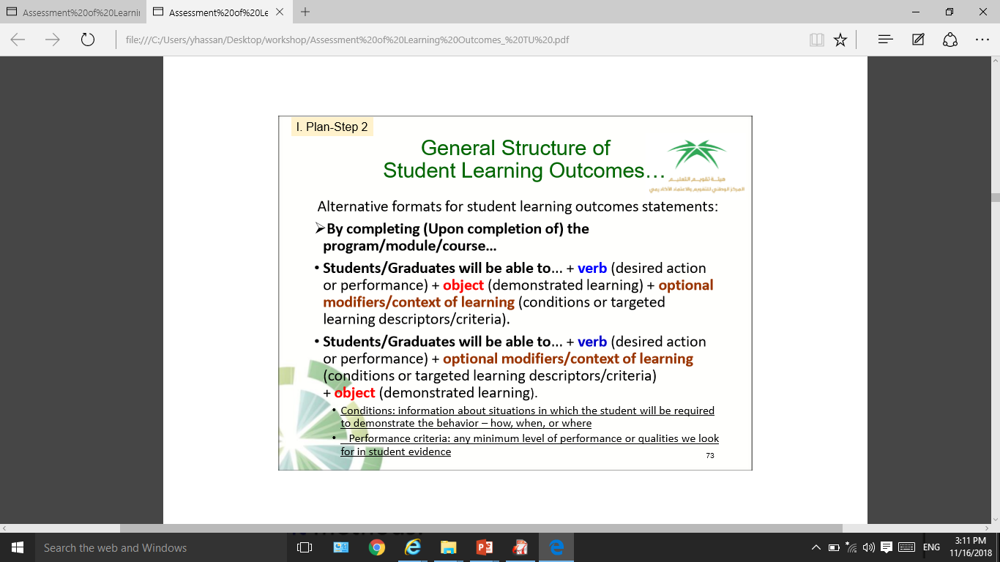 Assessment%20of%20Learnin
Assessment%20of%20Le
file:///C:/Users/yhassan/Desktop/workshop/Assessment%20of%20Learning%20Outcomes_%20TU%20.pdf
I. Plan-Step 2
General Structure of
Student Learning Outcomes…
هيئة تقويم التعليم
المركز الوطني للتقويم والاعتماد الأكاديمي
Alternative formats for student learning outcomes statements:
➢By completing (Upon completion of) the
program/module/course…
• Students/Graduates will be able to... + verb (desired action
or performance) + object (demonstrated learning) + optional
modifiers/context of learning (conditions or targeted
learning descriptors/criteria).
• Students/Graduates will be able to... + verb (desired action
or performance) + optional modifiers/context of learning
(conditions or targeted learning descriptors/criteria)
+ object (demonstrated learning).
• Conditions: information about situations in which the student will be required
to demonstrate the behavior – how, when, or where
• Performance criteria: any minimum level of performance or qualities we look
for in student evidence
73
Search the web and Windows
ENG
3:11 PM
11/16/2018